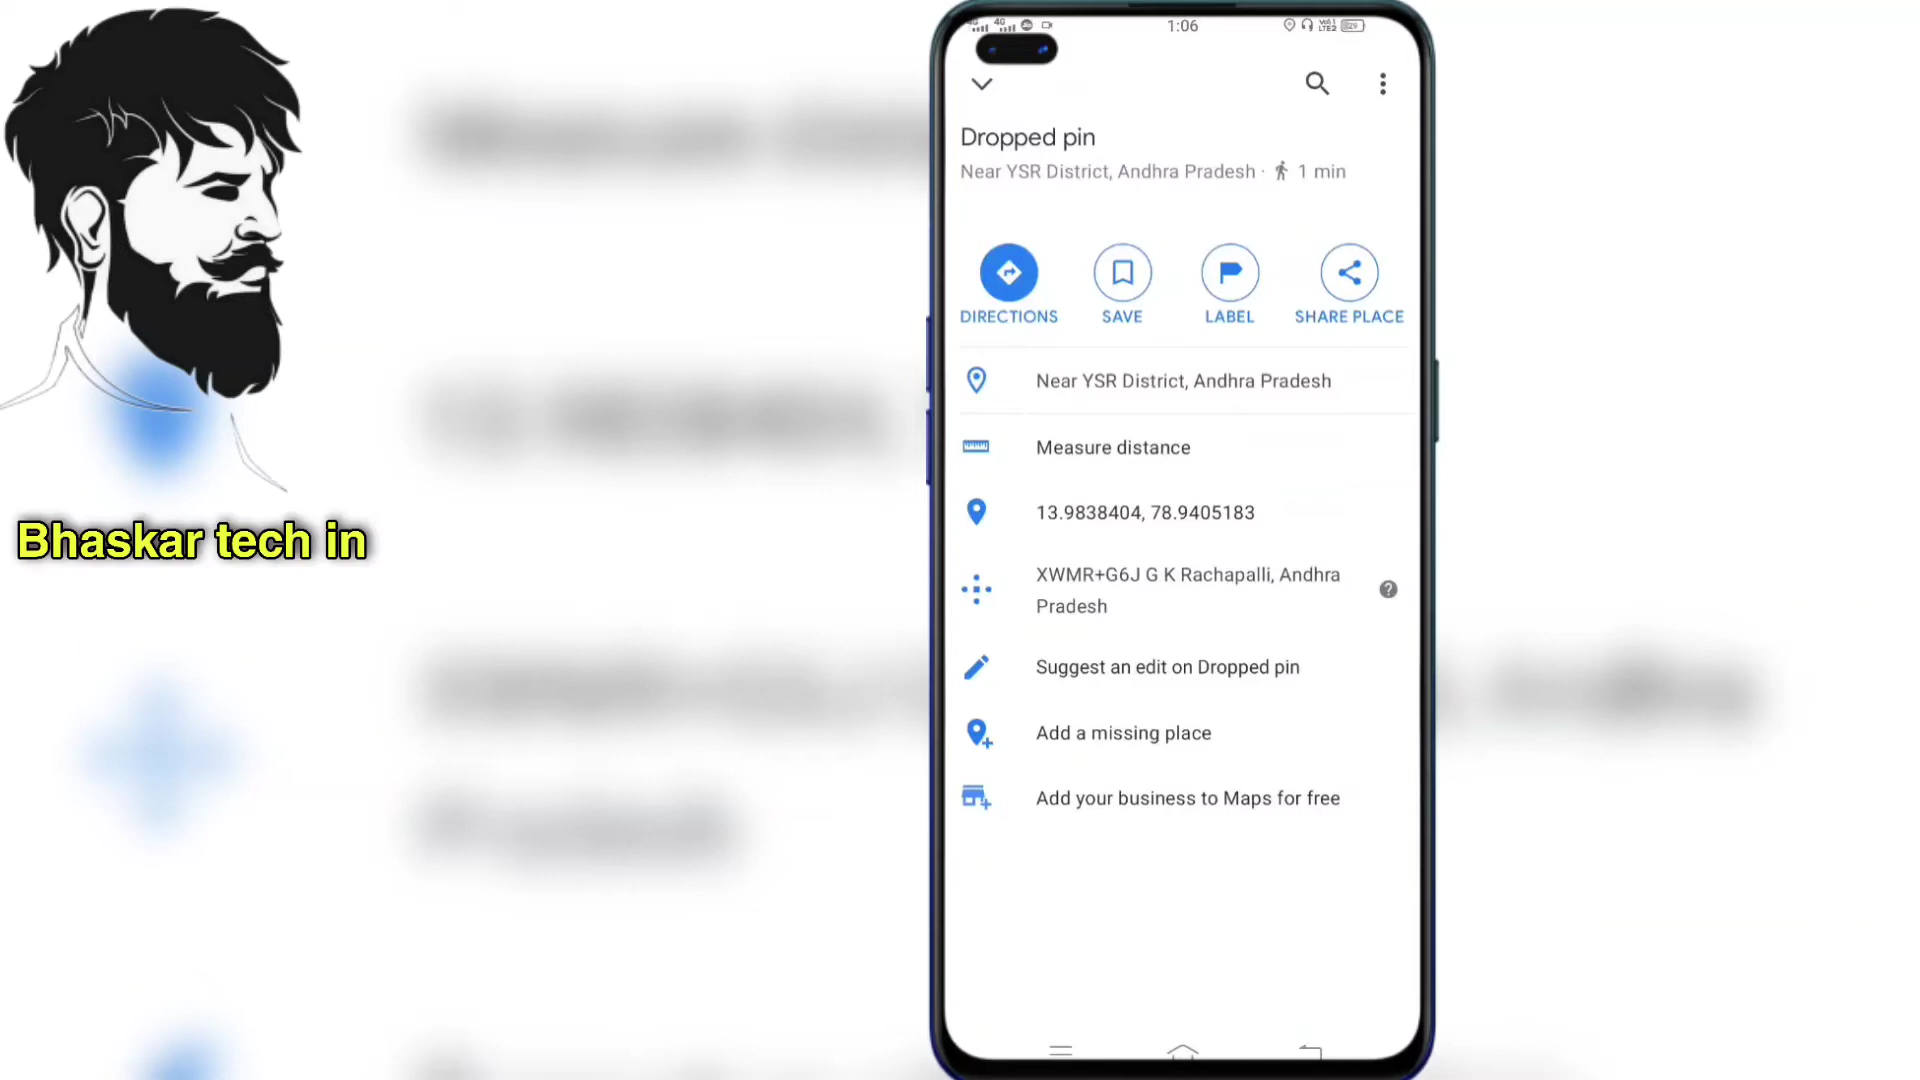 1:06
Dropped pin
Near YSR District, Andhra Pradesh · 1 min
DIRECTIONS SAVE LABEL SHARE PLACE
Near YSR District, Andhra Pradesh
Measure distance
13.9838404, 78.9405183
XWMR+G6J G K Rachapalli, Andhra
Pradesh
Suggest an edit on Dropped pin
Add a missing place
Add your business to Maps for free
Bhaskar tech in